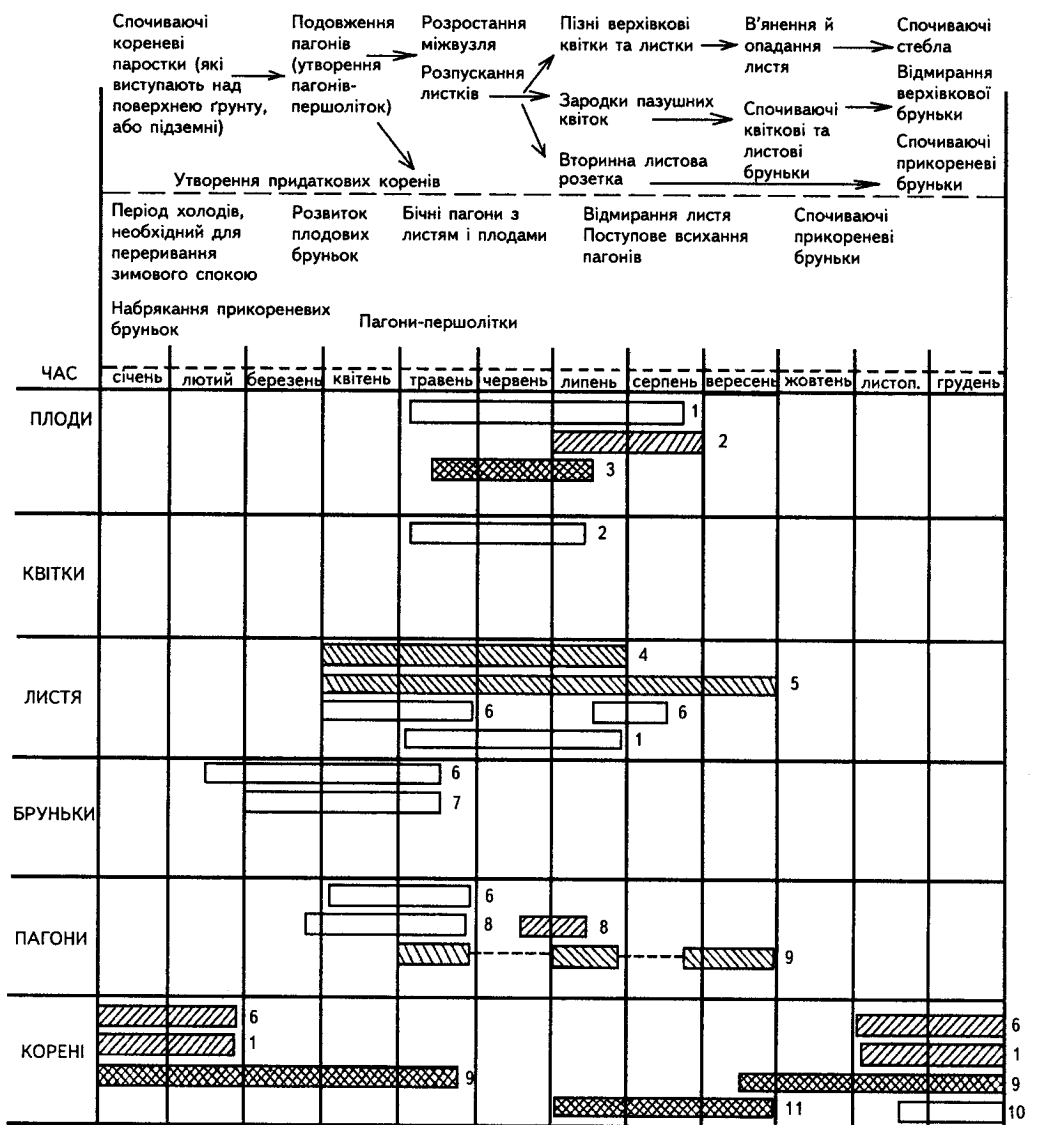 Спочиваючі
кореневі
паростки (які
виступають над
поверхнею ґрунту,
або підземні)
Подовження
пагонів
(утворення
пагонів-
першоліток)
Розростання
міжвузля
Розпускання
листків
Пізні верхівкові
квітки та листки
Зародки пазушних
квіток
Вторинна листова
розетка
В'янення й
опадання
листя
Спочиваючі
квіткові та
листові
бруньки
Спочиваючі
стебла
Відмирання
верхівкової
бруньки
Спочиваючі
прикореневі
бруньки
Утворення придаткових коренів
Період холодів,
необхідний для
переривання
зимового спокою
Розвиток
плодових
бруньок
Бічні пагони з
листям і плодами
Відмирання листя
Поступове всихання
пагонів
Спочиваючі
прикореневі
бруньки
Набрякання прикореневих
бруньок
Пагони-першолітки
ЧАС січень лютий березень квітень травень червень липень серпень вересень жовтень листоп. грудень
ПЛОДИ
1
2
3
КВІТКИ
2
ЛИСТЯ
4
5
6 6
1
БРУНЬКИ
6
7
ПАГОНИ
6
8 8
9
КОРЕНІ
6 6
1 1
9 9
11 10